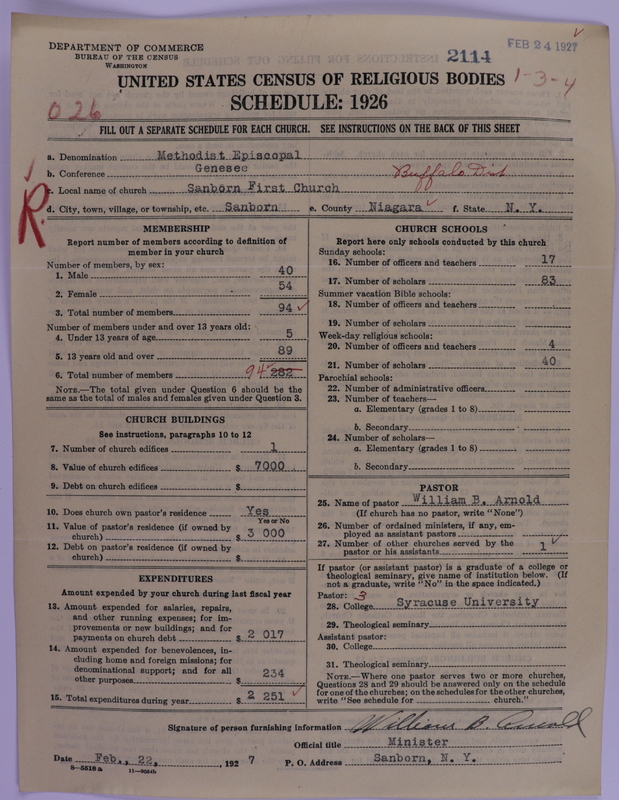 DEPARTMENT OF COMMERCE
BUREAU OF THE CENSUS
WASHINGTON
2114
FEB 24 1927
UNITED STATES CENSUS OF RELIGIOUS BODIES
1-3-4
SCHEDULE: 1926
026
FILL OUT A SEPARATE SCHEDULE FOR EACH CHURCH. SEE INSTRUCTIONS ON THE BACK OF THIS SHEET
a. Denomination Methodist Episcopal
b. Conference Genesee Buffalo Dist
c. Local name of church Sanborn First Church
d. City, town, village, or township, etc. Sanborn e. County Niagara f. State N. Y.
R.
MEMBERSHIP
Report number of members according to definition of
member in your church
Number of members, by sex:
1. Male 40
2. Female 54
3. Total number of members 94
Number of members under and over 13 years old:
4. Under 13 years of age 5
5. 13 years old and over 89
6. Total number of members 94 282
NOTE.—The total given under Question 6 should be
same as the total of males and females given under Question 3.
CHURCH BUILDINGS
See instructions, paragraphs 10 to 12
7. Number of church edifices 1
8. Value of church edifices $ 7000
9. Debt on church edifices $
10. Does church own pastor's residence Yes
Yes or No
11. Value of pastor's residence (if owned by
church) $ 3 000
12. Debt on pastor's residence (if owned by
church) $
EXPENDITURES
Amount expended by your church during last fiscal year
13. Amount expended for salaries, repairs,
and other running expenses; for im-
provements or new buildings; and for
payments on church debt $ 2 017
14. Amount expended for benevolences, in-
cluding home and foreign missions; for
denominational support; and for all
other purposes $ 234
15. Total expenditures during year $ 2 251
CHURCH SCHOOLS
Report here only schools conducted by this church
Sunday schools:
16. Number of officers and teachers 17
17. Number of scholars 83
Summer vacation Bible schools:
18. Number of officers and teachers
19. Number of scholars
Week-day religious schools:
20. Number of officers and teachers 4
21. Number of scholars 40
Parochial schools:
22. Number of administrative officers
23. Number of teachers—
a. Elementary (grades 1 to 8)
b. Secondary
24. Number of scholars—
a. Elementary (grades 1 to 8)
b. Secondary
PASTOR
25. Name of pastor William B. Arnold
(If church has no pastor, write "None")
26. Number of ordained ministers, if any, em-
ployed as assistant pastors
27. Number of other churches served by the
pastor or his assistants 1
If pastor (or assistant pastor) is a graduate of a college or
theological seminary, give name of institution below. (If
not a graduate, write "No" in the space indicated.)
Pastor: 3
28. College Syracuse University
29. Theological seminary
Assistant pastor:
30. College
31. Theological seminary
NOTE.—Where one pastor serves two or more churches,
Questions 28 and 29 should be answered only on the schedule
for one of the churches; on the schedules for the other churches,
write "See schedule for church."
Signature of person furnishing information William B. Arnold
Official title Minister
Date Feb., 22, 192 7 P. O. Address Sanborn, N. Y.
8—5518a 11—9034b